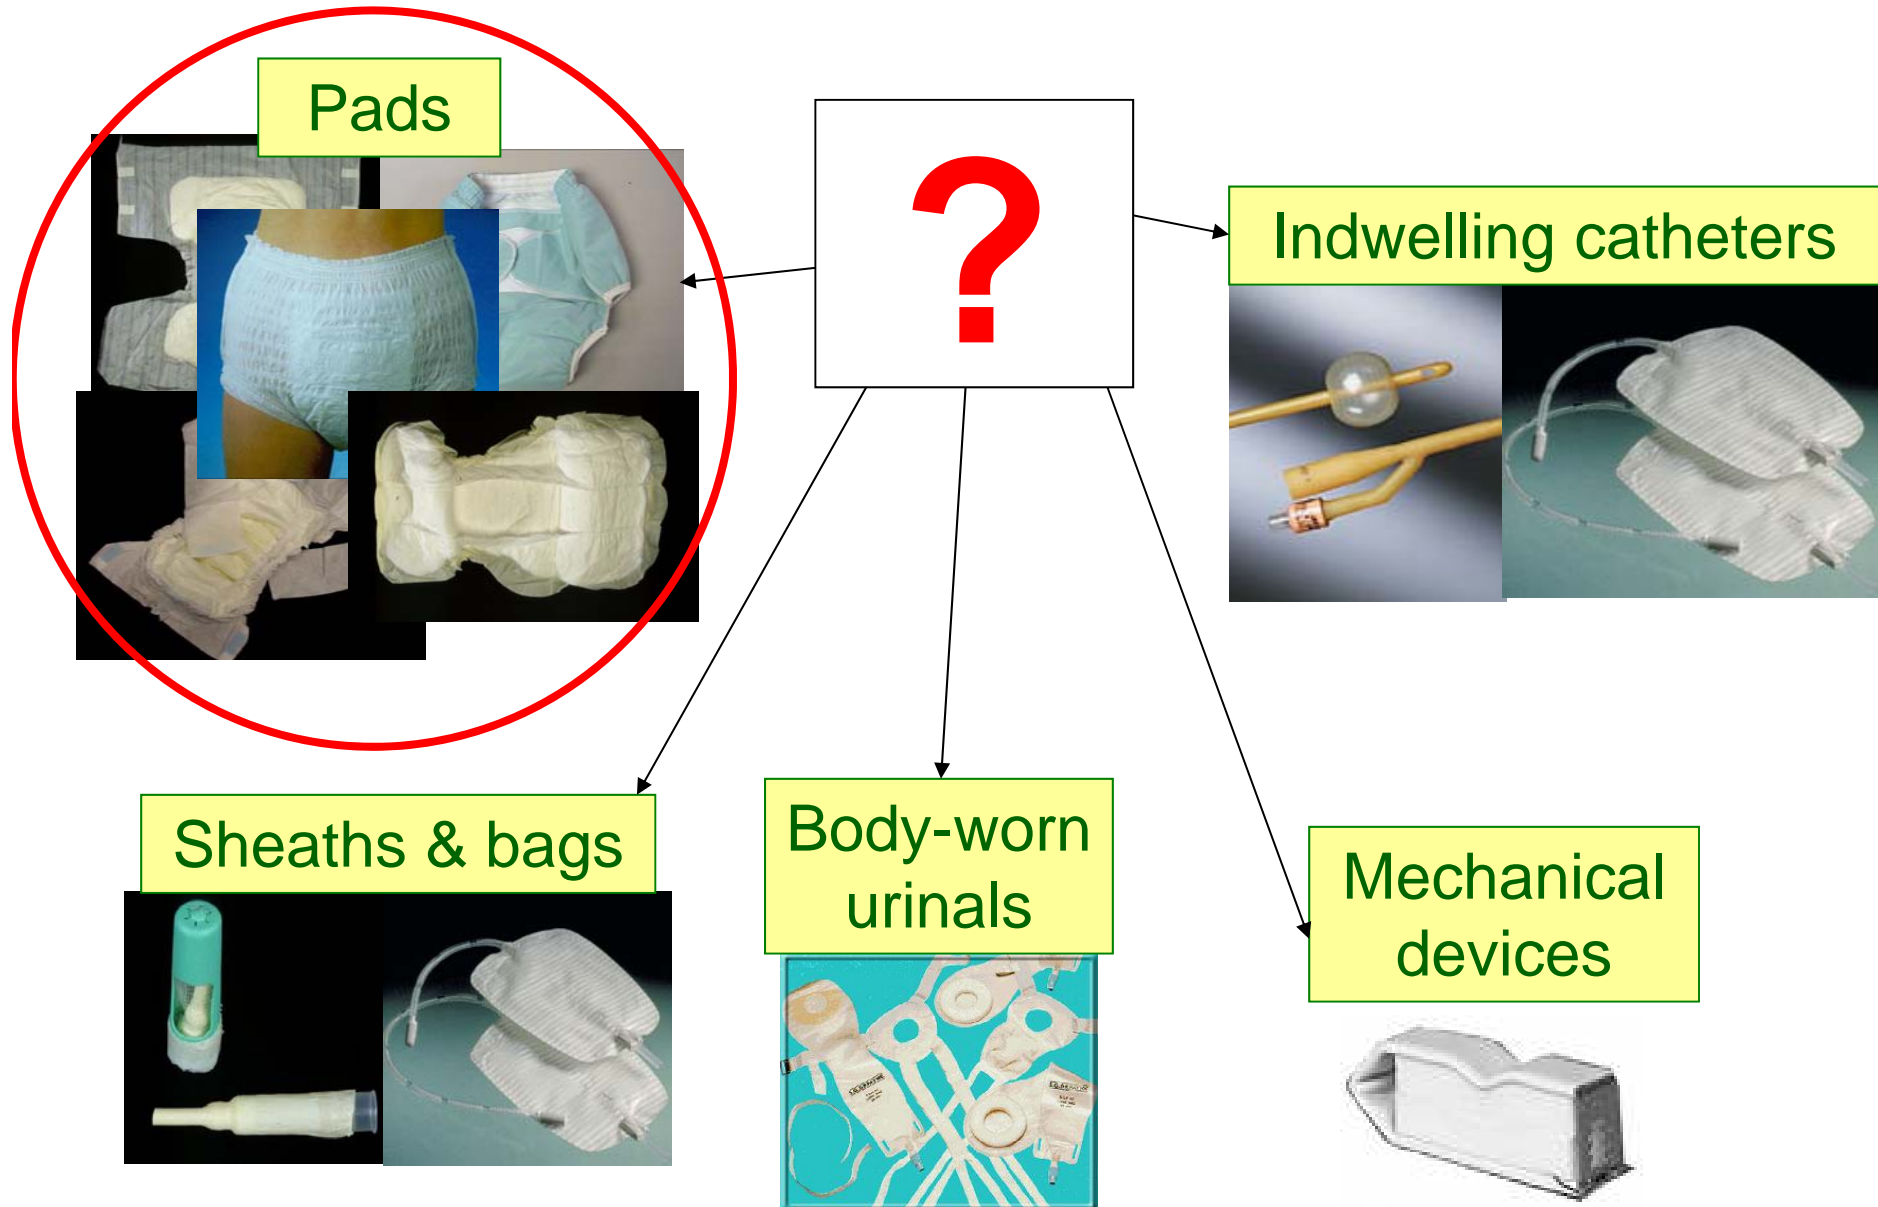 Pads
?
Indwelling catheters
Sheaths & bags
Body-worn
urinals
Mechanical
devices